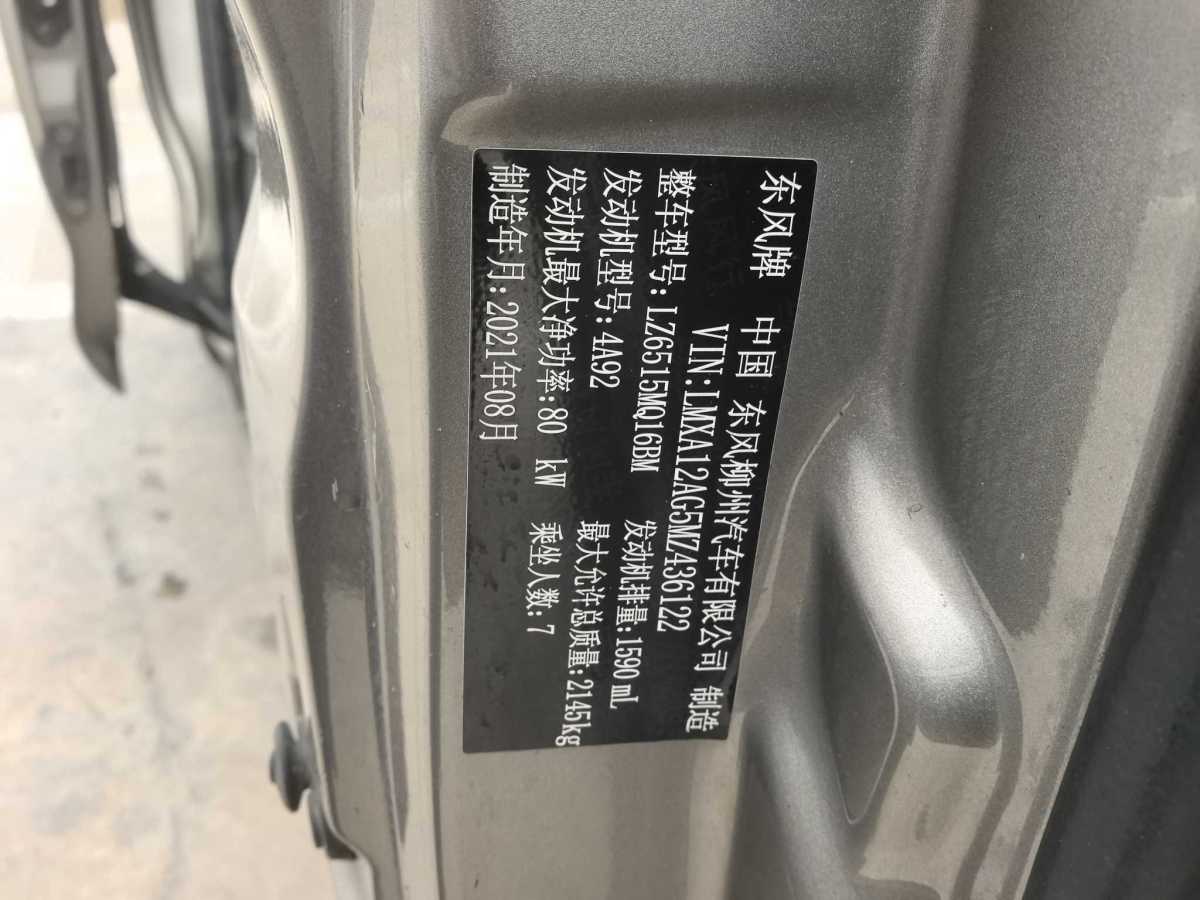 东风牌 中国 东风柳州汽车有限公司 制造
VIN:LMXA12AG5MZ436122
整车型号:LZ6515MQ16BM
发动机型号:4A92 发动机排量:1590 mL
发动机最大净功率:80 kW 最大允许总质量:2145kg
制造年月:2021年08月 乘坐人数:7